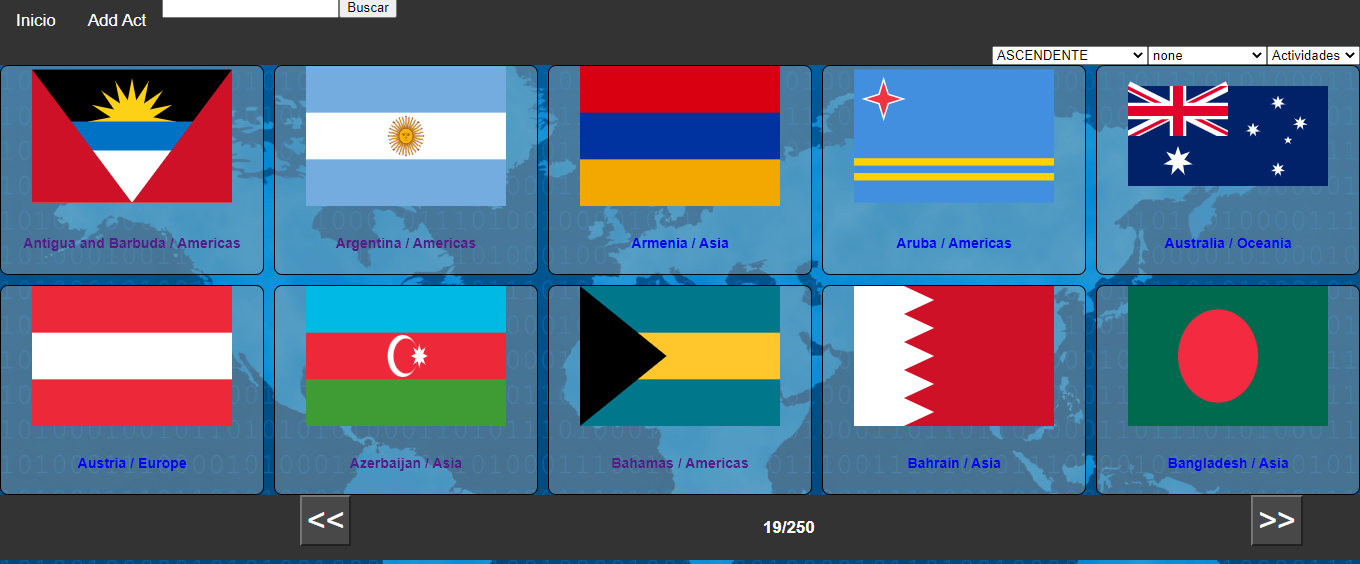 Inicio Add Act Buscar
ASCENDENTE none Actividades
Antigua and Barbuda / Americas
Argentina / Americas
Armenia / Asia
Aruba / Americas
Australia / Oceania
Austria / Europe
Azerbaijan / Asia
Bahamas / Americas
Bahrain / Asia
Bangladesh / Asia
<< 19/250 >>